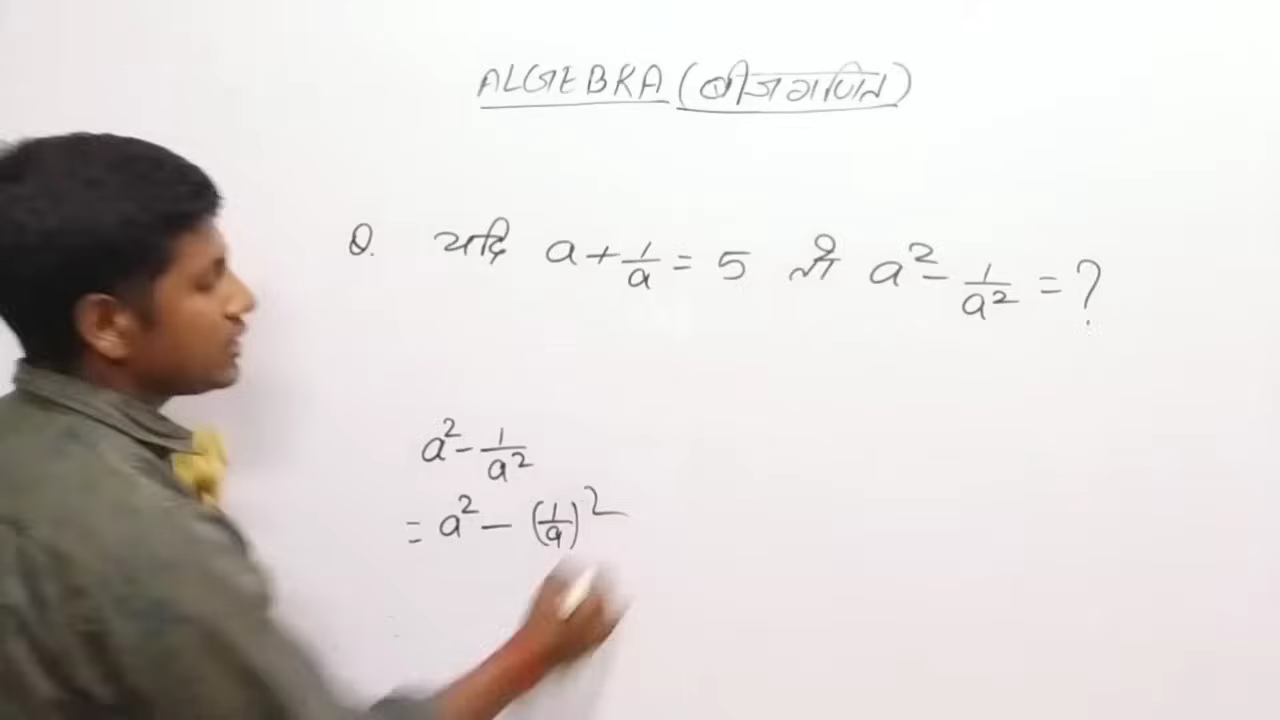 ALGEBRA (बीजगणित)
Q. यदि a + 1/a = 5 तो a² - 1/a² = ?
a² - 1/a²
= a² - (1/a)²